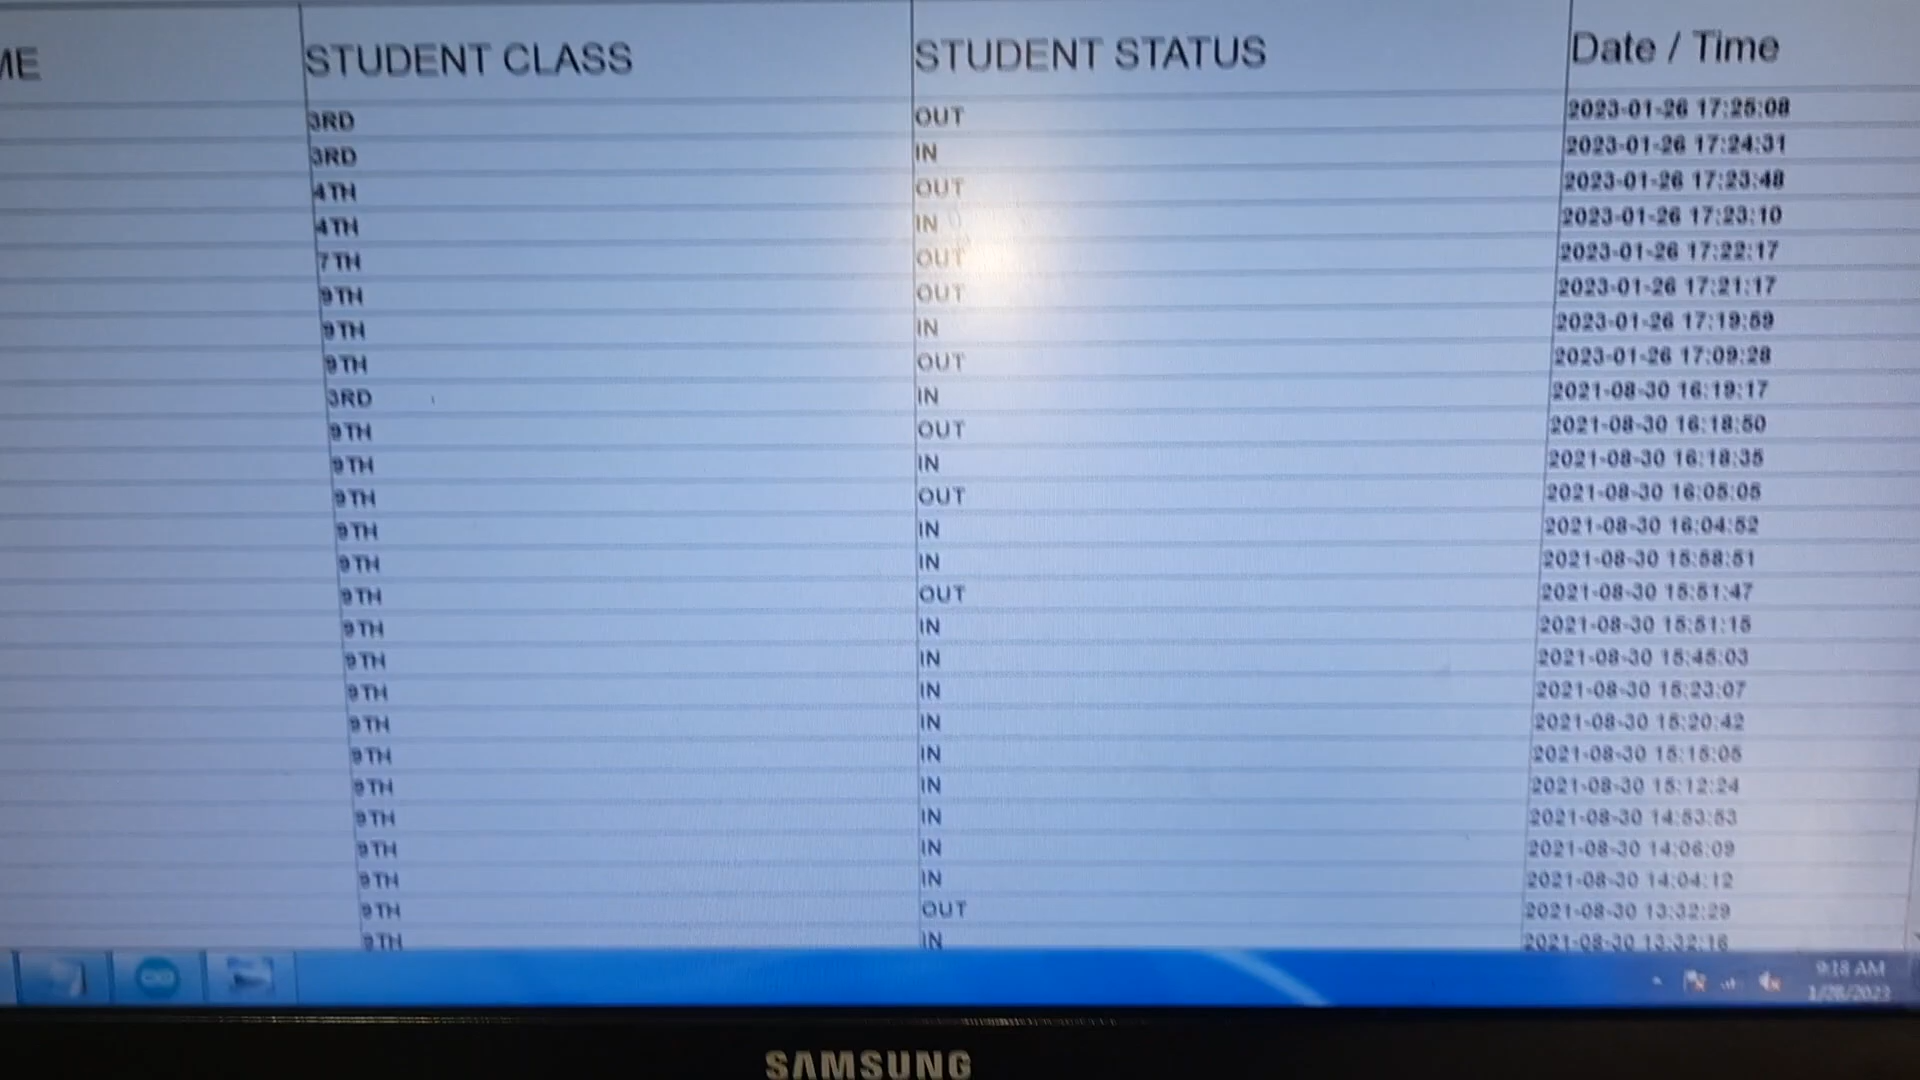 ME STUDENT CLASS STUDENT STATUS Date / Time
3RD OUT 2023-01-26 17:25:08
3RD IN 2023-01-26 17:24:31
4TH OUT 2023-01-26 17:23:48
4TH IN 2023-01-26 17:23:10
7TH OUT 2023-01-26 17:22:17
9TH OUT 2023-01-26 17:21:17
9TH IN 2023-01-26 17:19:59
9TH OUT 2023-01-26 17:09:28
3RD IN 2021-08-30 16:19:17
9TH OUT 2021-08-30 16:18:50
9TH IN 2021-08-30 16:18:35
9TH OUT 2021-08-30 16:05:05
9TH IN 2021-08-30 16:04:52
9TH IN 2021-08-30 15:58:51
9TH OUT 2021-08-30 15:51:47
9TH IN 2021-08-30 15:51:15
9TH IN 2021-08-30 15:45:03
9TH IN 2021-08-30 15:23:07
9TH IN 2021-08-30 15:20:42
9TH IN 2021-08-30 15:15:05
9TH IN 2021-08-30 15:12:24
9TH IN 2021-08-30 14:53:53
9TH IN 2021-08-30 14:06:09
9TH IN 2021-08-30 14:04:12
9TH OUT 2021-08-30 13:32:29
9TH IN 2021-08-30 13:32:16
9:18 AM
SAMSUNG